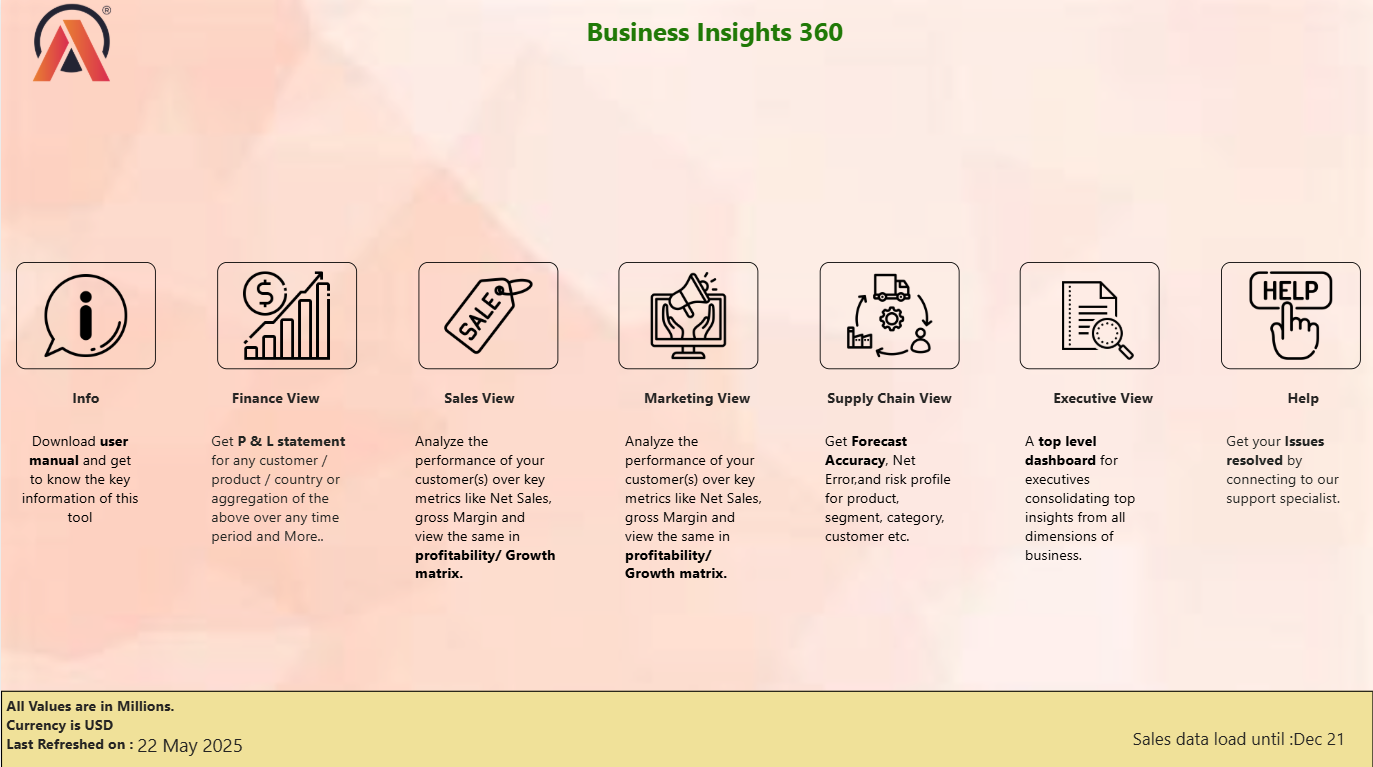 ®
Business Insights 360
SALE
HELP
Info
Finance View
Sales View
Marketing View
Supply Chain View
Executive View
Help
Download user
manual and get
to know the key
information of this
tool
Get P & L statement
for any customer /
product / country or
aggregation of the
above over any time
period and More..
Analyze the
performance of your
customer(s) over key
metrics like Net Sales,
gross Margin and
view the same in
profitability/ Growth
matrix.
Analyze the
performance of your
customer(s) over key
metrics like Net Sales,
gross Margin and
view the same in
profitability/
Growth matrix.
Get Forecast
Accuracy, Net
Error,and risk profile
for product,
segment, category,
customer etc.
A top level
dashboard for
executives
consolidating top
insights from all
dimensions of
business.
Get your Issues
resolved by
connecting to our
support specialist.
All Values are in Millions.
Currency is USD
Last Refreshed on : 22 May 2025
Sales data load until :Dec 21